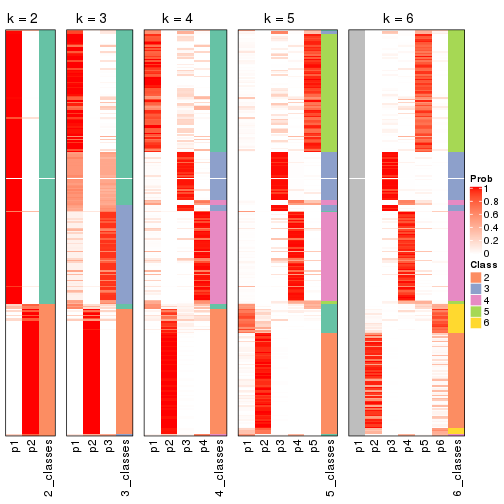 k = 2 k = 3 k = 4 k = 5 k = 6
Prob
1
0.8
0.6
0.4
0.2
0
Class
2
3
4
5
6
p1 p2 2_classes p1 p2 p3 3_classes p1 p2 p3 p4 4_classes p1 p2 p3 p4 p5 5_classes p1 p2 p3 p4 p5 p6 6_classes